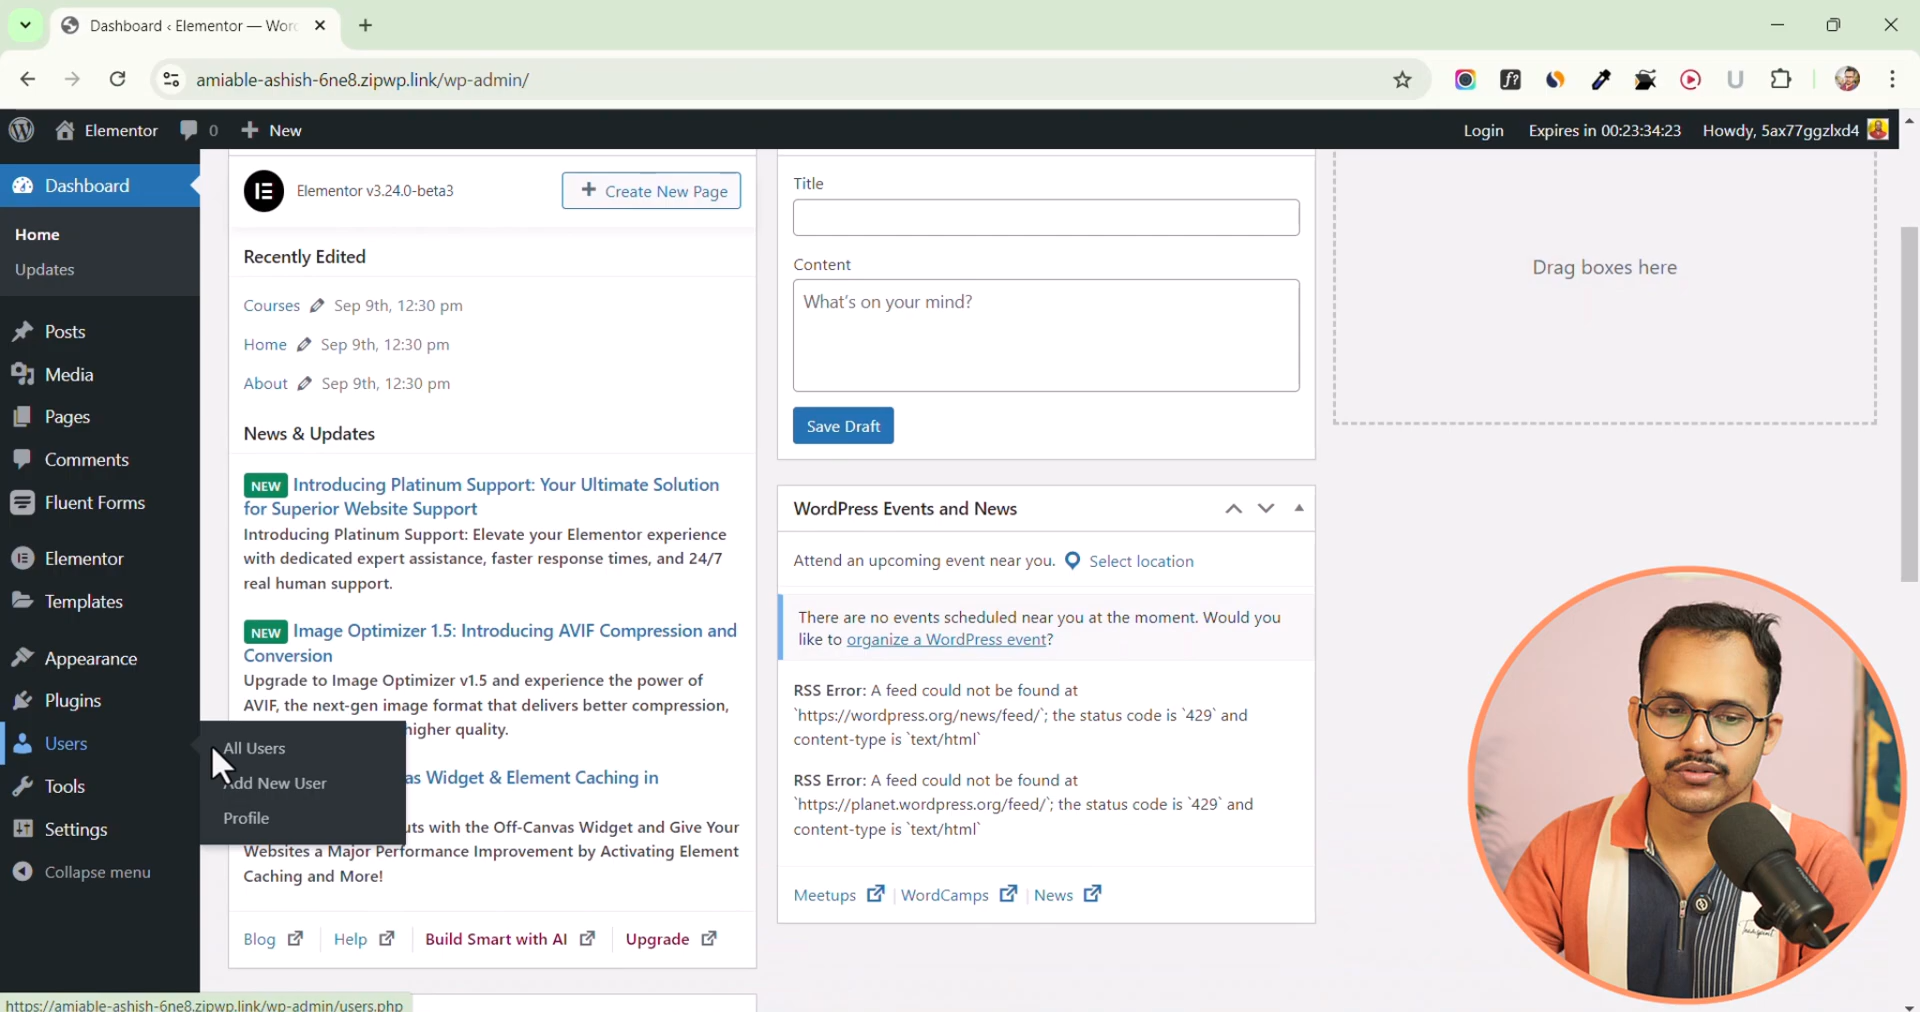 Dashboard ‹ Elementor — Wor
amiable-ashish-6ne8.zipwp.link/wp-admin/
Elementor
0
New
Login
Expires in 00:23:34:23
Howdy, 5ax77ggzlxd4
Dashboard
Home
Updates
Posts
Media
Pages
Comments
Fluent Forms
Elementor
Templates
Appearance
Plugins
Users
Tools
Settings
Collapse menu
All Users
Add New User
Profile
Elementor v3.24.0-beta3
Create New Page
Recently Edited
Courses Sep 9th, 12:30 pm
Home Sep 9th, 12:30 pm
About Sep 9th, 12:30 pm
News & Updates
NEW Introducing Platinum Support: Your Ultimate Solution
for Superior Website Support
Introducing Platinum Support: Elevate your Elementor experience
with dedicated expert assistance, faster response times, and 24/7
real human support.
NEW Image Optimizer 1.5: Introducing AVIF Compression and
Conversion
Upgrade to Image Optimizer v1.5 and experience the power of
AVIF, the next-gen image format that delivers better compression,
higher quality.
as Widget & Element Caching in
uts with the Off-Canvas Widget and Give Your
Websites a Major Performance Improvement by Activating Element
Caching and More!
Blog
Help
Build Smart with AI
Upgrade
Title
Content
What's on your mind?
Save Draft
WordPress Events and News
Attend an upcoming event near you. Select location
There are no events scheduled near you at the moment. Would you
like to organize a WordPress event?
RSS Error: A feed could not be found at
`https://wordpress.org/news/feed/`; the status code is `429` and
content-type is `text/html`
RSS Error: A feed could not be found at
`https://planet.wordpress.org/feed/`; the status code is `429` and
content-type is `text/html`
Meetups
WordCamps
News
Drag boxes here
https://amiable-ashish-6ne8.zipwp.link/wp-admin/users.php